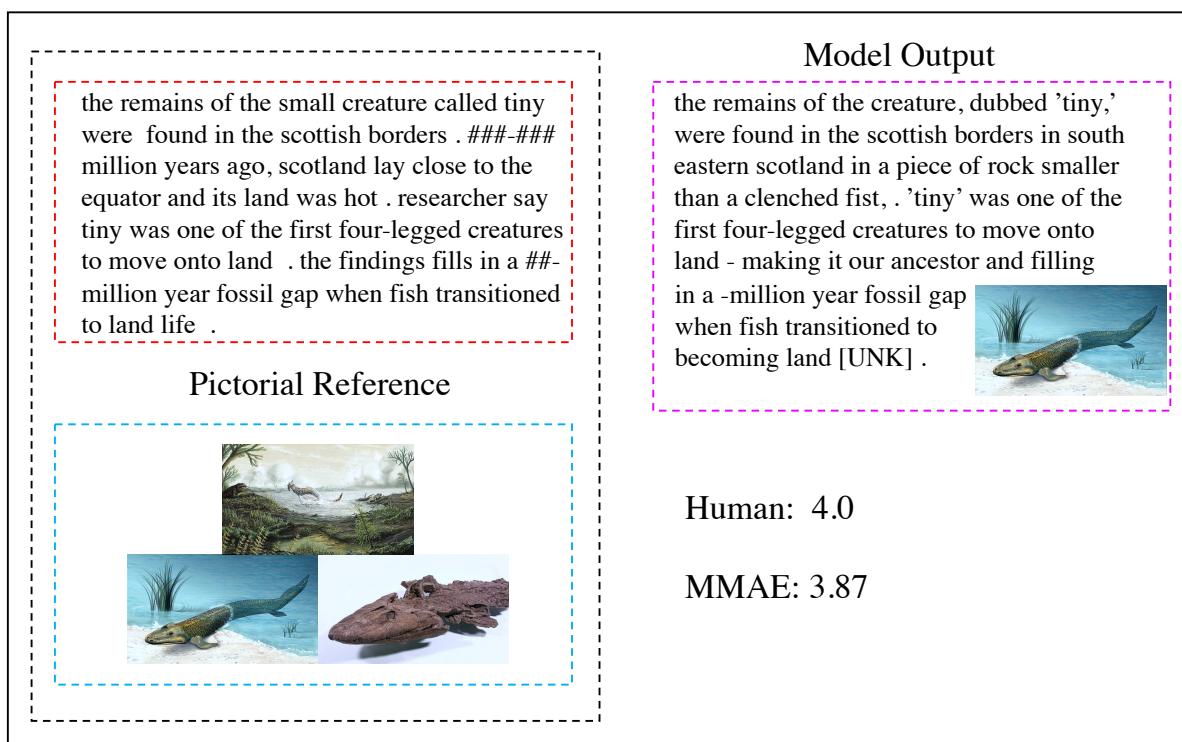 the remains of the small creature called tiny
were found in the scottish borders . ###-###
million years ago, scotland lay close to the
equator and its land was hot . researcher say
tiny was one of the first four-legged creatures
to move onto land . the findings fills in a ##-
million year fossil gap when fish transitioned
to land life .
Pictorial Reference
Model Output
the remains of the creature, dubbed ’tiny,’
were found in the scottish borders in south
eastern scotland in a piece of rock smaller
than a clenched fist, . ’tiny’ was one of the
first four-legged creatures to move onto
land - making it our ancestor and filling
in a -million year fossil gap
when fish transitioned to
becoming land [UNK] .
Human: 4.0
MMAE: 3.87